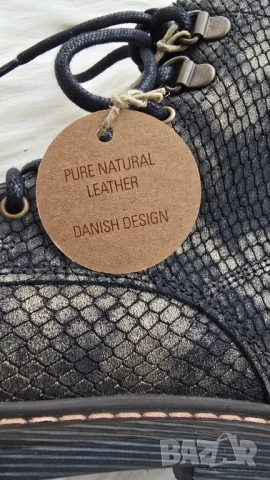 PURE NATURAL
LEATHER
DANISH DESIGN
BAZAR